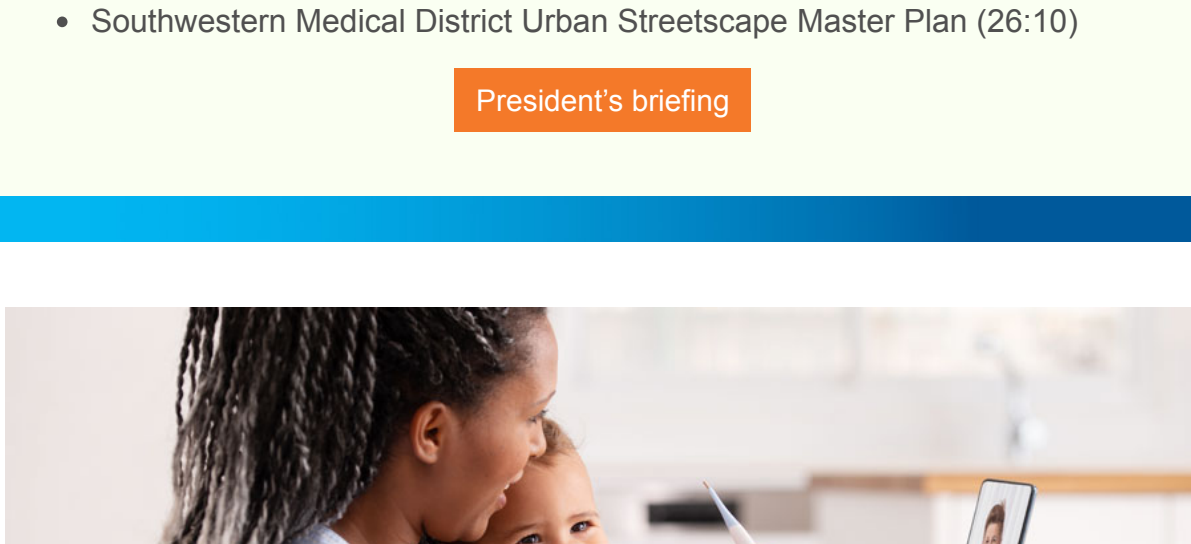 • Southwestern Medical District Urban Streetscape Master Plan (26:10)
President’s briefing